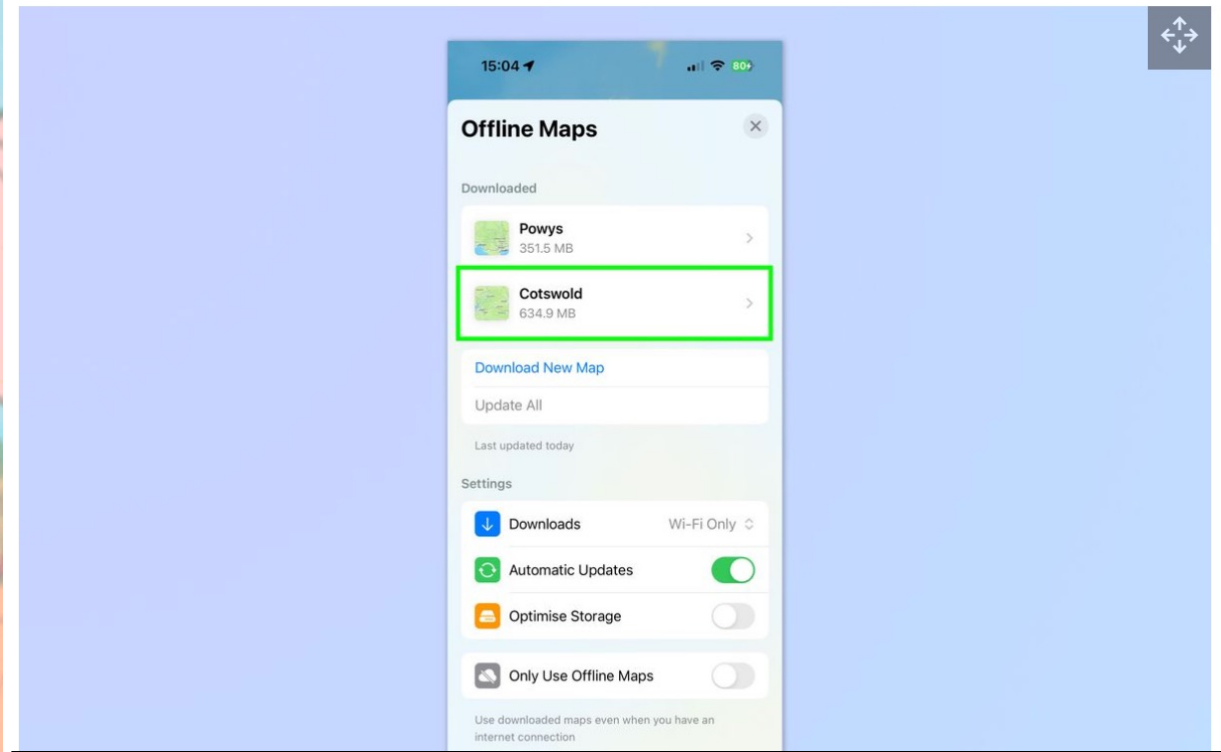 15:04
80
Offline Maps
Downloaded
Powys
351.5 MB
Cotswold
634.9 MB
Download New Map
Update All
Last updated today
Settings
Downloads Wi-Fi Only
Automatic Updates
Optimise Storage
Only Use Offline Maps
Use downloaded maps even when you have an
internet connection